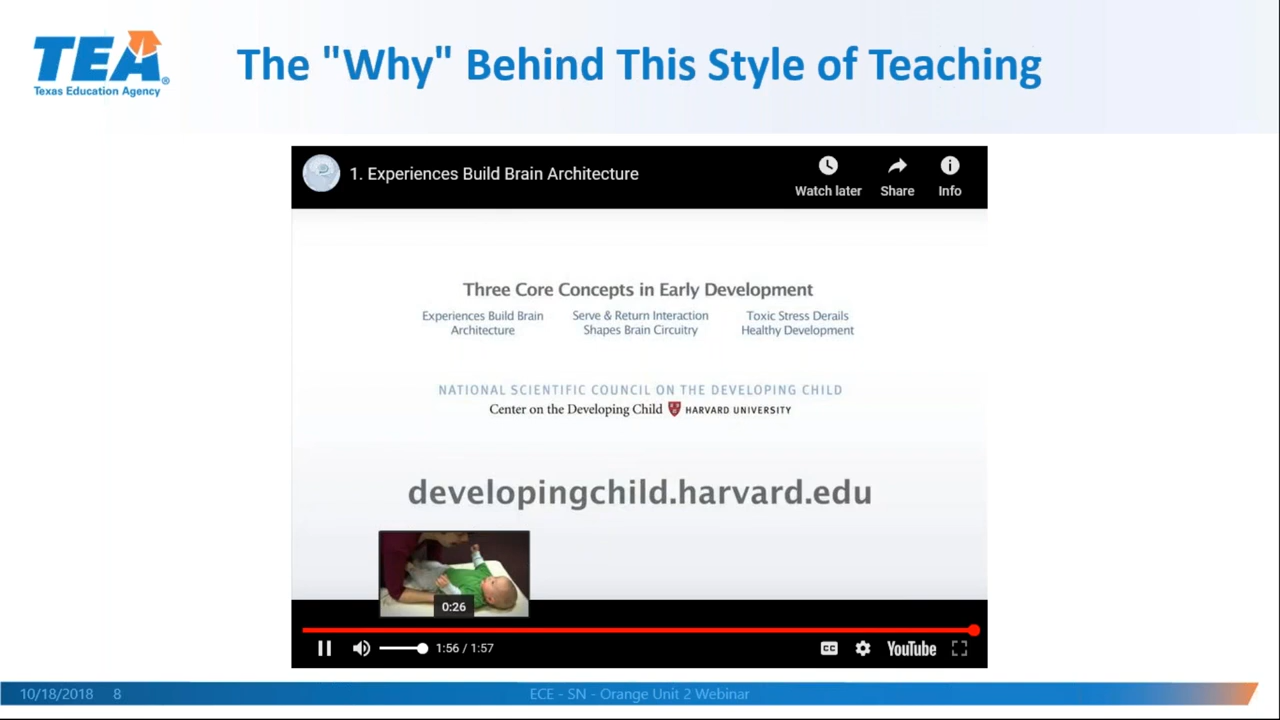 TEA®
Texas Education Agency
The "Why" Behind This Style of Teaching
1. Experiences Build Brain Architecture
Watch later
Share
Info
Three Core Concepts in Early Development
Experiences Build Brain
Architecture
Serve & Return Interaction
Shapes Brain Circuitry
Toxic Stress Derails
Healthy Development
NATIONAL SCIENTIFIC COUNCIL ON THE DEVELOPING CHILD
Center on the Developing Child HARVARD UNIVERSITY
developingchild.harvard.edu
0:26
1:56 / 1:57
CC
YouTube
10/18/2018 8
ECE - SN - Orange Unit 2 Webinar